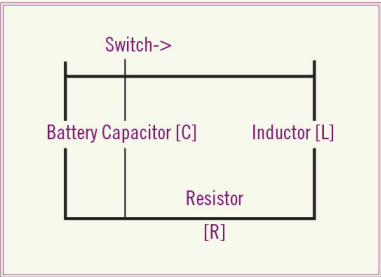 Switch->
Battery Capacitor [C] Inductor [L]
Resistor
[R]